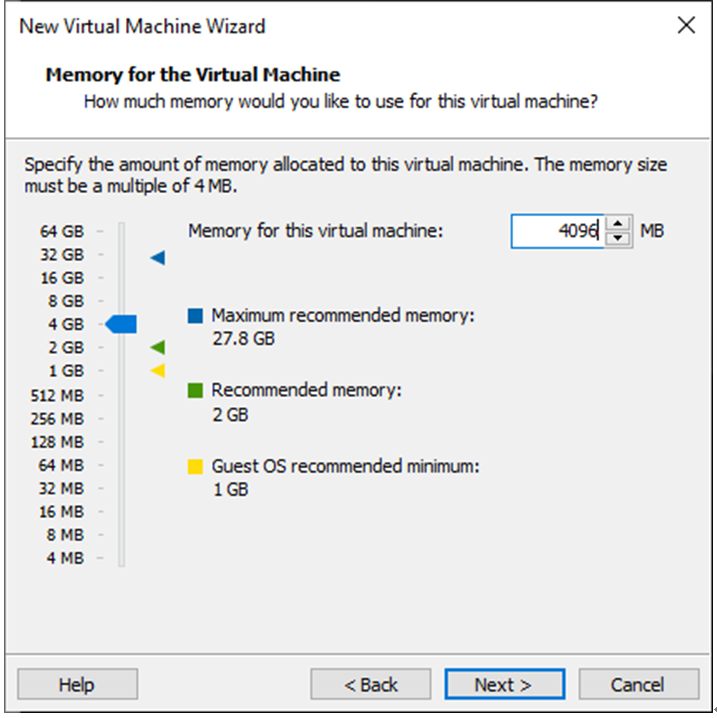 New Virtual Machine Wizard
Memory for the Virtual Machine
How much memory would you like to use for this virtual machine?
Specify the amount of memory allocated to this virtual machine. The memory size
must be a multiple of 4 MB.
64 GB
32 GB
16 GB
8 GB
4 GB
2 GB
1 GB
512 MB
256 MB
128 MB
64 MB
32 MB
16 MB
8 MB
4 MB
Memory for this virtual machine: 4096 MB
Maximum recommended memory:
27.8 GB
Recommended memory:
2 GB
Guest OS recommended minimum:
1 GB
Help < Back Next > Cancel